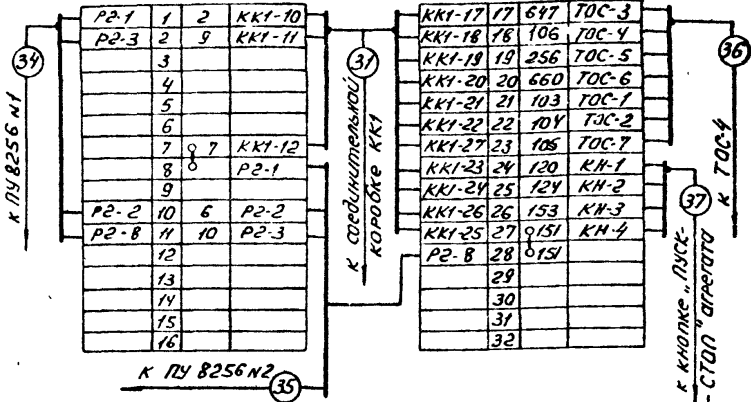 Р2-1 1 2 КК1-10
Р2-3 2 9 КК1-11
3
4
5
6
7 7 КК1-12
8 Р2-1
9
Р2-2 10 6 Р2-2
Р2-8 11 10 Р2-3
12
13
14
15
16
34
к ПУ 8256 N1
31
к соединительной
коробке КК1
к ПУ 8256 N2
35
КК1-17 17 647 ТОС-3
КК1-18 18 106 ТОС-4
КК1-19 19 256 ТОС-5
КК1-20 20 660 ТОС-6
КК1-21 21 103 ТОС-1
КК1-22 22 104 ТОС-2
КК1-27 23 105 ТОС-7
КК1-23 24 120 КН-1
КК1-24 25 124 КН-2
КК1-26 26 153 КН-3
КК1-25 27 151 КН-4
Р2-8 28 151
29
30
31
32
36
к ТОС-4
37
к кнопке „Пуск-
-стоп" агрегата